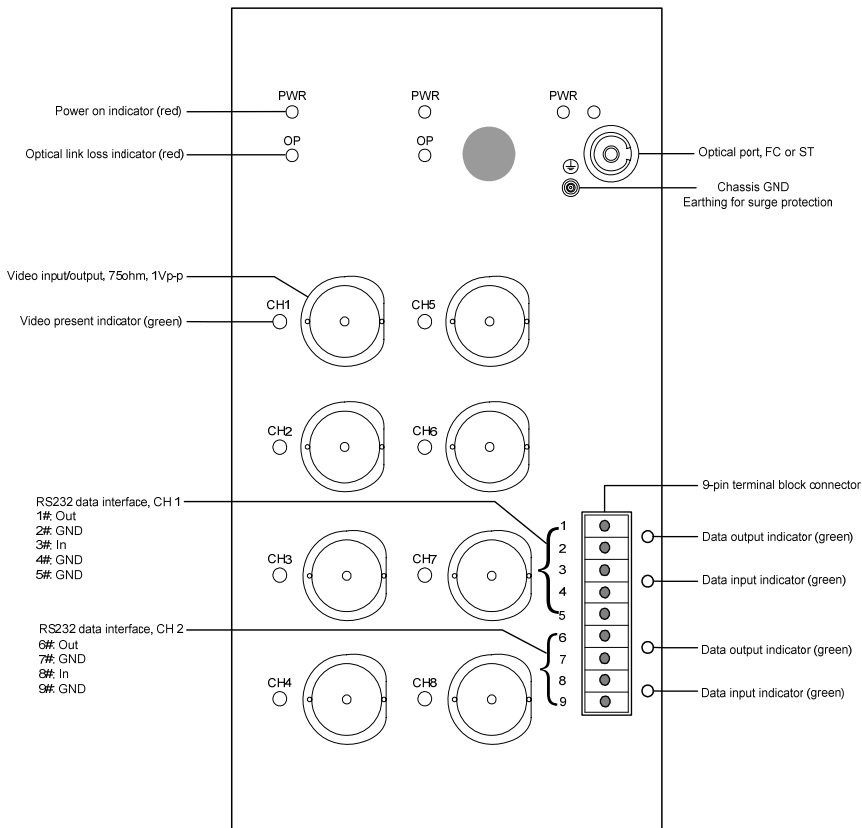 PWR PWR PWR
Power on indicator (red)
OP OP
Optical link loss indicator (red)
Optical port, FC or ST
Chassis GND
Earthing for surge protection
Video input/output, 75ohm, 1Vp-p
CH1 CH5
Video present indicator (green)
CH2 CH6
9-pin terminal block connector
RS232 data interface, CH 1
1#: Out
2#: GND
3#: In
4#: GND
5#: GND
1
2
3
4
5
6
7
8
9
Data output indicator (green)
Data input indicator (green)
CH3 CH7
RS232 data interface, CH 2
6#: Out
7#: GND
8#: In
9#: GND
Data output indicator (green)
Data input indicator (green)
CH4 CH8